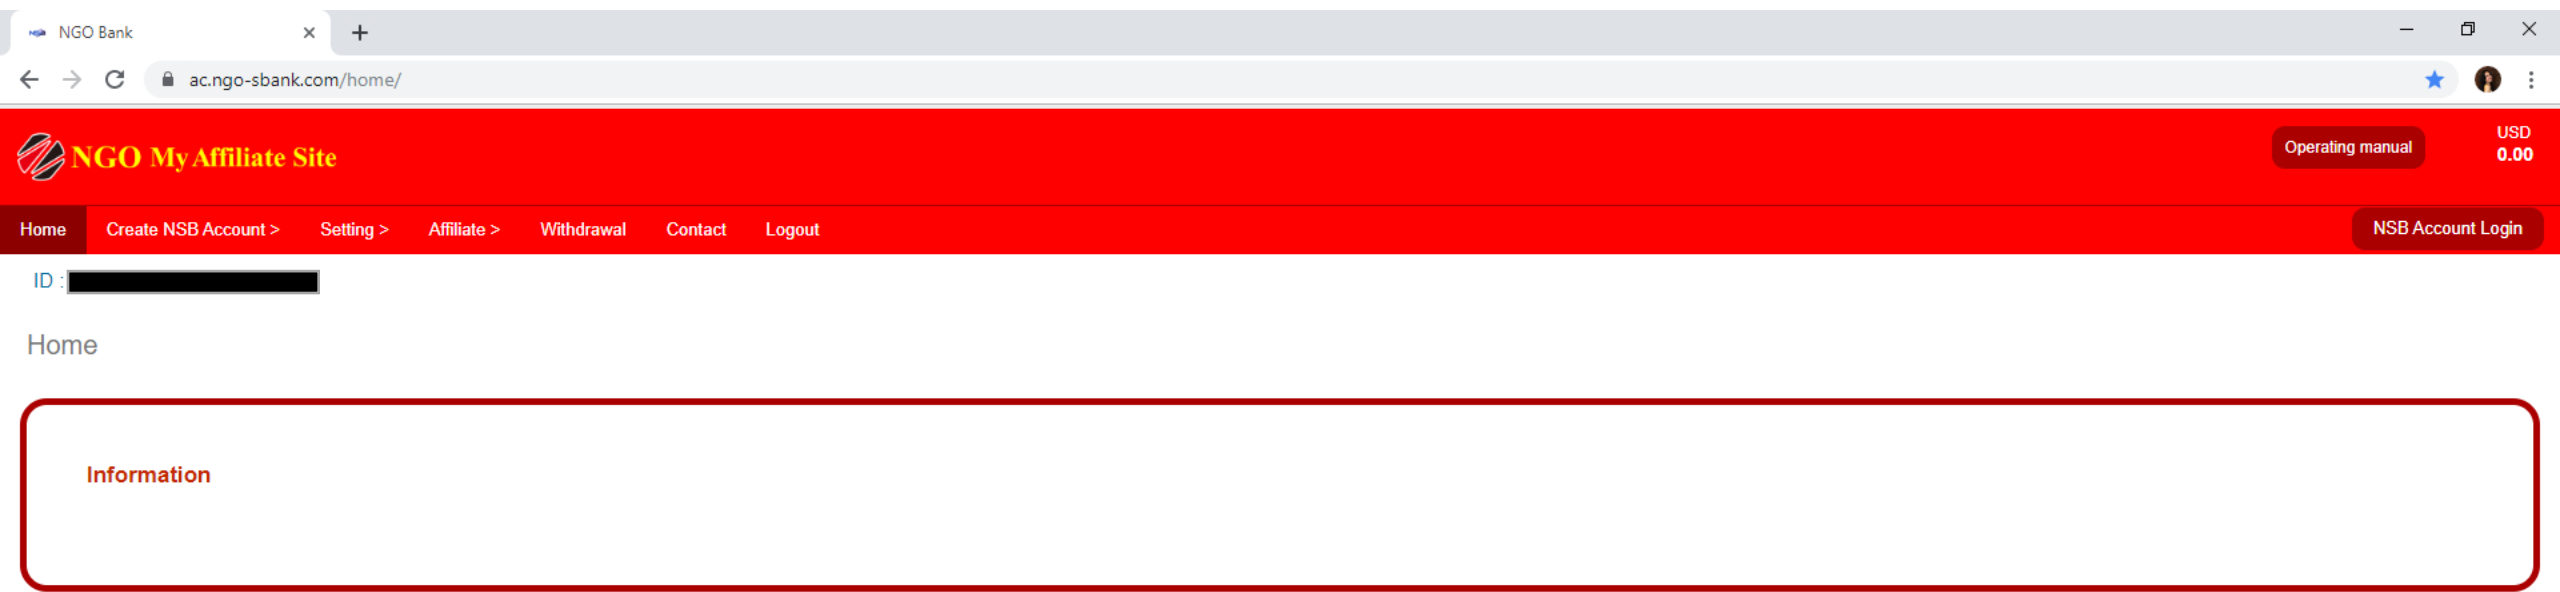 NGO Bank
ac.ngo-sbank.com/home/
NGO My Affiliate Site
Operating manual
USD
0.00
Home
Create NSB Account >
Setting >
Affiliate >
Withdrawal
Contact
Logout
NSB Account Login
ID :
Home
Information